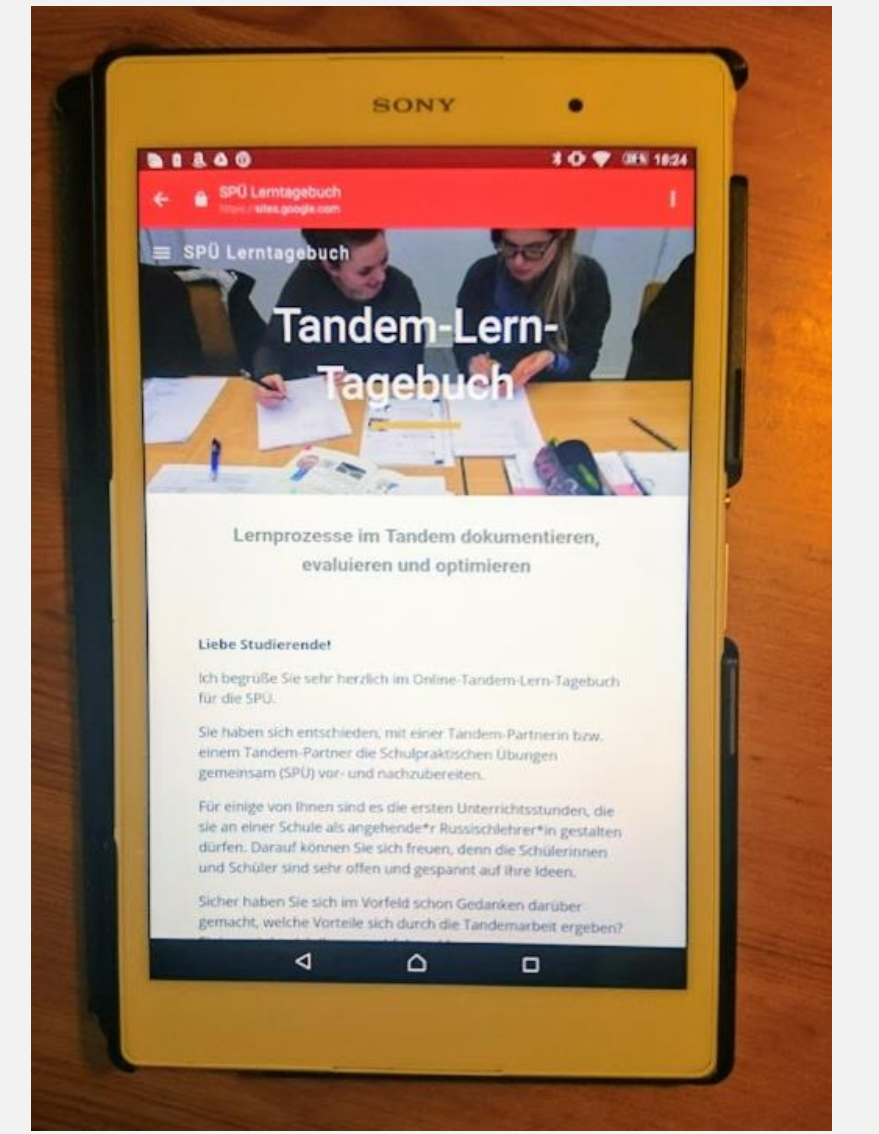 SONY
18:24
SPÜ Lerntagebuch
https://sites.google.com
SPÜ Lerntagebuch
Tandem-Lern-
Tagebuch
Lernprozesse im Tandem dokumentieren,
evaluieren und optimieren
Liebe Studierende!
Ich begrüße Sie sehr herzlich im Online-Tandem-Lern-Tagebuch
für die SPÜ.
Sie haben sich entschieden, mit einer Tandem-Partnerin bzw.
einem Tandem-Partner die Schulpraktischen Übungen
gemeinsam (SPÜ) vor- und nachzubereiten.
Für einige von Ihnen sind es die ersten Unterrichtsstunden, die
sie an einer Schule als angehende*r Russischlehrer*in gestalten
dürfen. Darauf können Sie sich freuen, denn die Schülerinnen
und Schüler sind sehr offen und gespannt auf Ihre Ideen.
Sicher haben Sie sich im Vorfeld schon Gedanken darüber
gemacht, welche Vorteile sich durch die Tandemarbeit ergeben?